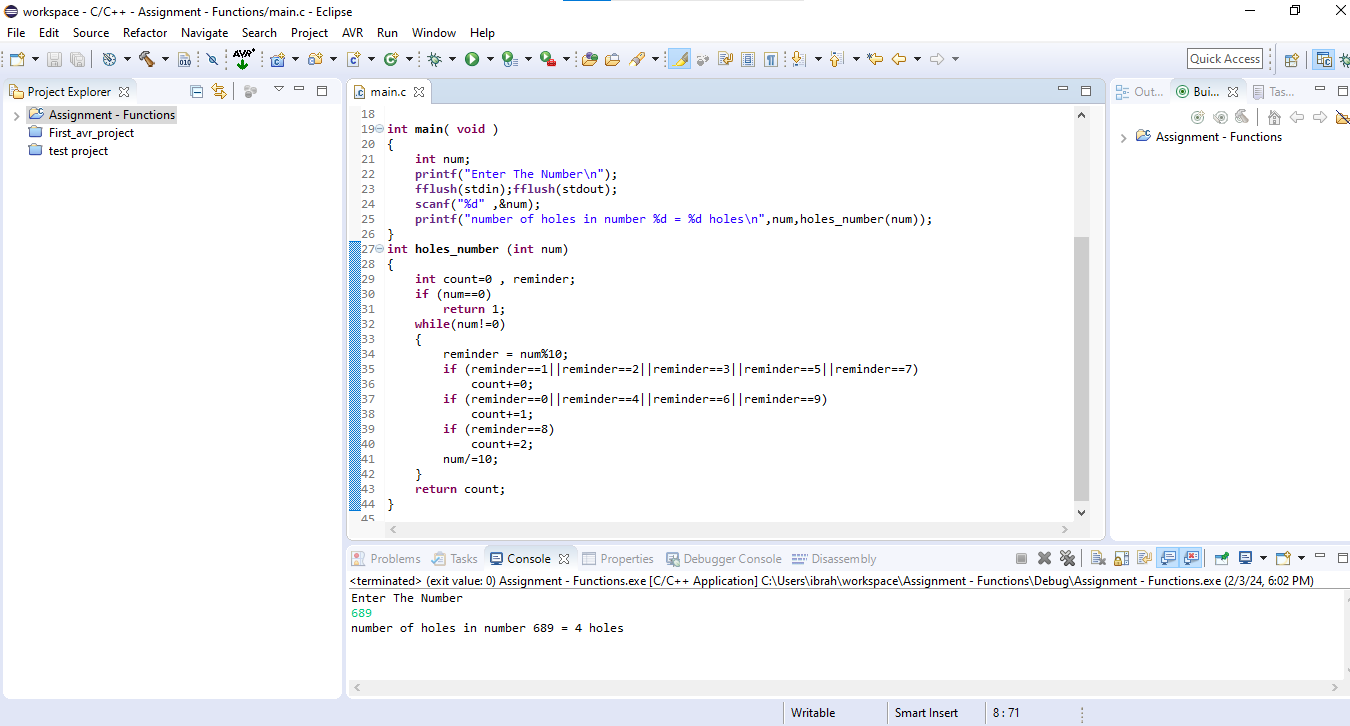 workspace - C/C++ - Assignment - Functions/main.c - Eclipse
File Edit Source Refactor Navigate Search Project AVR Run Window Help
010
AVR
Quick Access
Project Explorer
main.c
Out...
Bui...
Tas...
Assignment - Functions
First_avr_project
test project
Assignment - Functions
18
19 int main( void )
20 {
21 int num;
22 printf("Enter The Number\n");
23 fflush(stdin);fflush(stdout);
24 scanf("%d" ,&num);
25 printf("number of holes in number %d = %d holes\n",num,holes_number(num));
26 }
27 int holes_number (int num)
28 {
29 int count=0 , reminder;
30 if (num==0)
31 return 1;
32 while(num!=0)
33 {
34 reminder = num%10;
35 if (reminder==1||reminder==2||reminder==3||reminder==5||reminder==7)
36 count+=0;
37 if (reminder==0||reminder==4||reminder==6||reminder==9)
38 count+=1;
39 if (reminder==8)
40 count+=2;
41 num/=10;
42 }
43 return count;
44 }
45
Problems Tasks Console Properties Debugger Console Disassembly
<terminated> (exit value: 0) Assignment - Functions.exe [C/C++ Application] C:\Users\ibrah\workspace\Assignment - Functions\Debug\Assignment - Functions.exe (2/3/24, 6:02 PM)
Enter The Number
689
number of holes in number 689 = 4 holes
Writable
Smart Insert
8 : 71